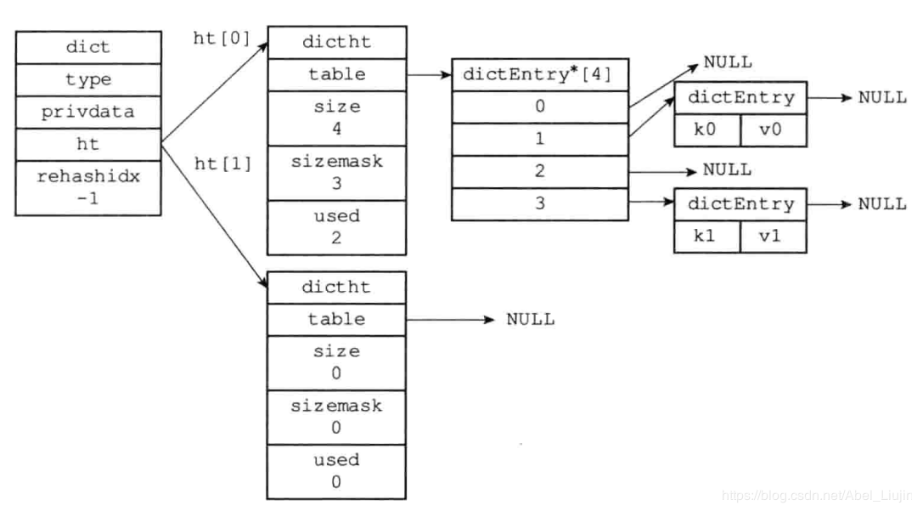 dict
type
privdata
ht
rehashidx
-1
ht[0]
ht[1]
dictht
table
size
4
sizemask
3
used
2
dictht
table
size
0
sizemask
0
used
0
NULL
dictEntry*[4]
0
1
2
3
NULL
dictEntry
k0 v0
NULL
NULL
dictEntry
k1 v1
NULL
https://blog.csdn.net/Abel_Liujin